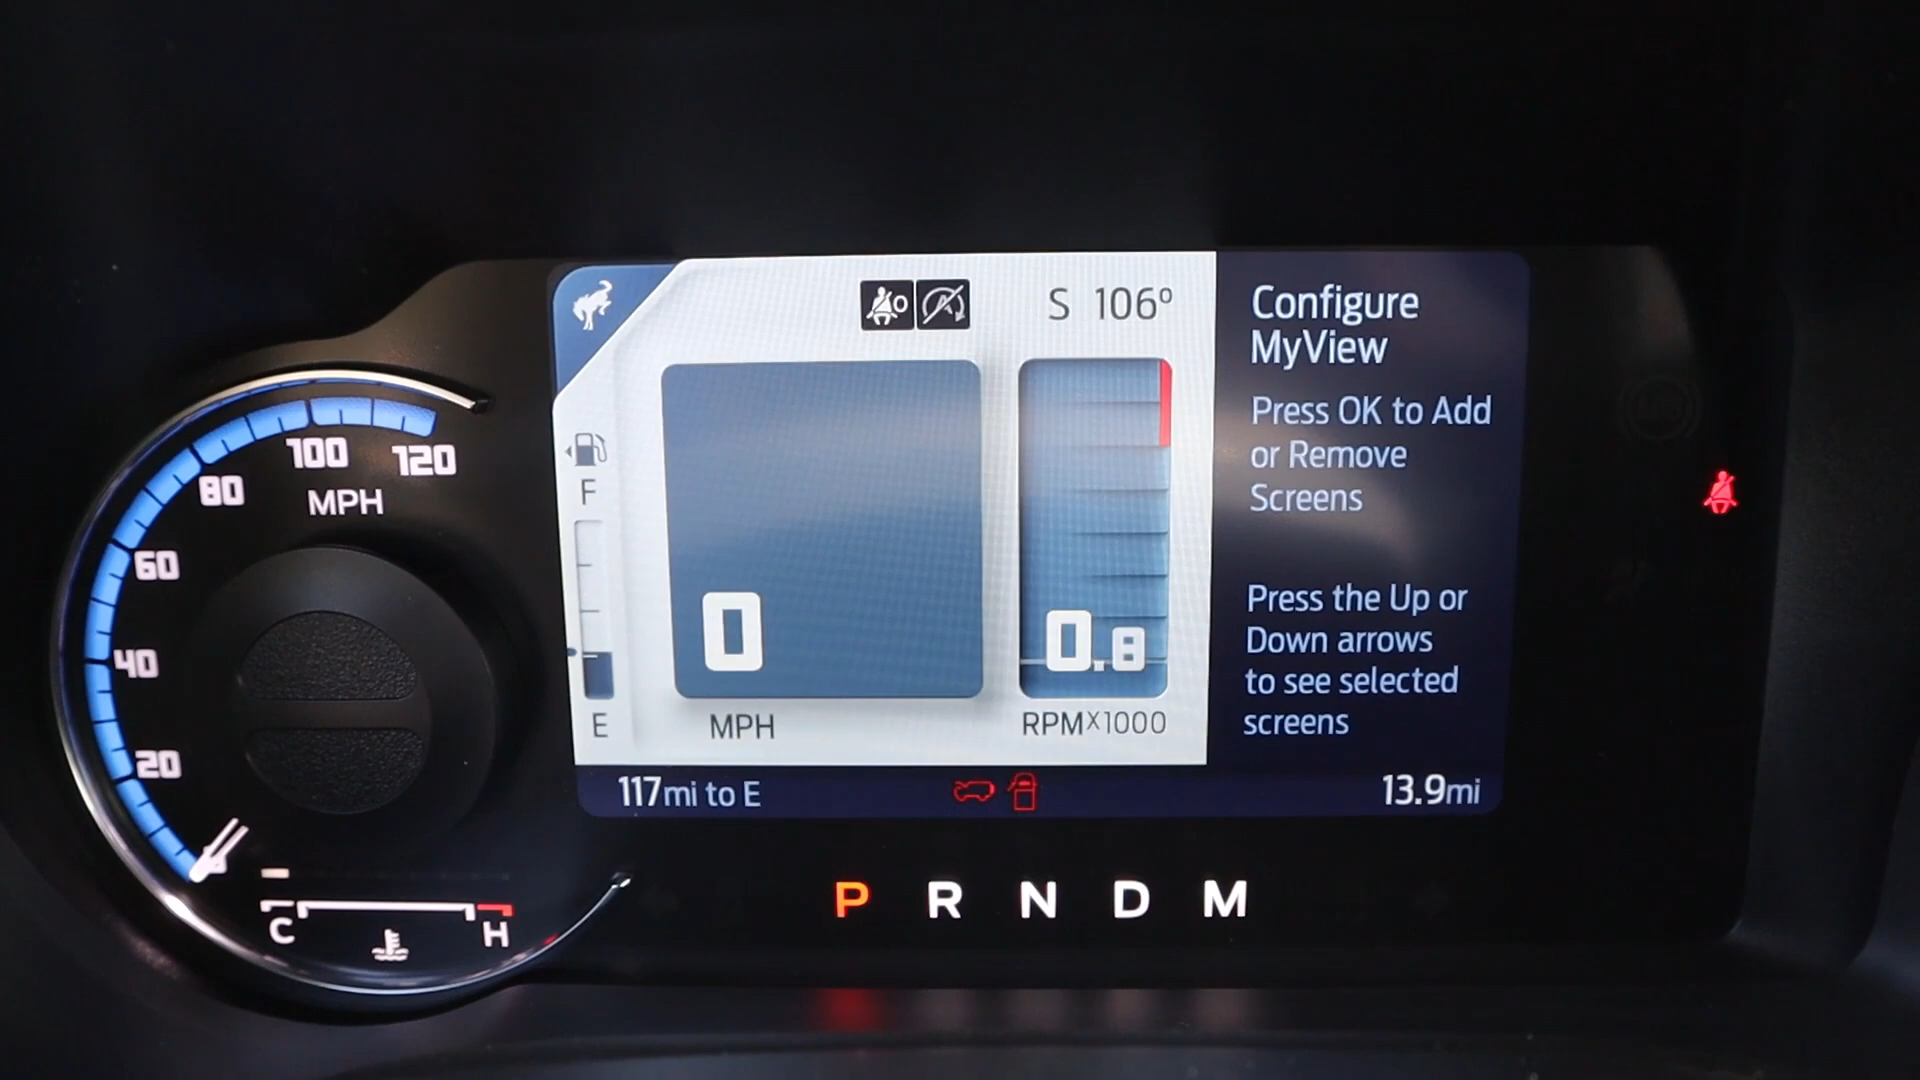 S 106º
Configure
MyView
Press OK to Add
or Remove
Screens
Press the Up or
Down arrows
to see selected
screens
120
100
80
60
40
20
MPH
F
E
0
MPH
0.8
RPMX1000
117mi to E
13.9mi
C
H
P R N D M